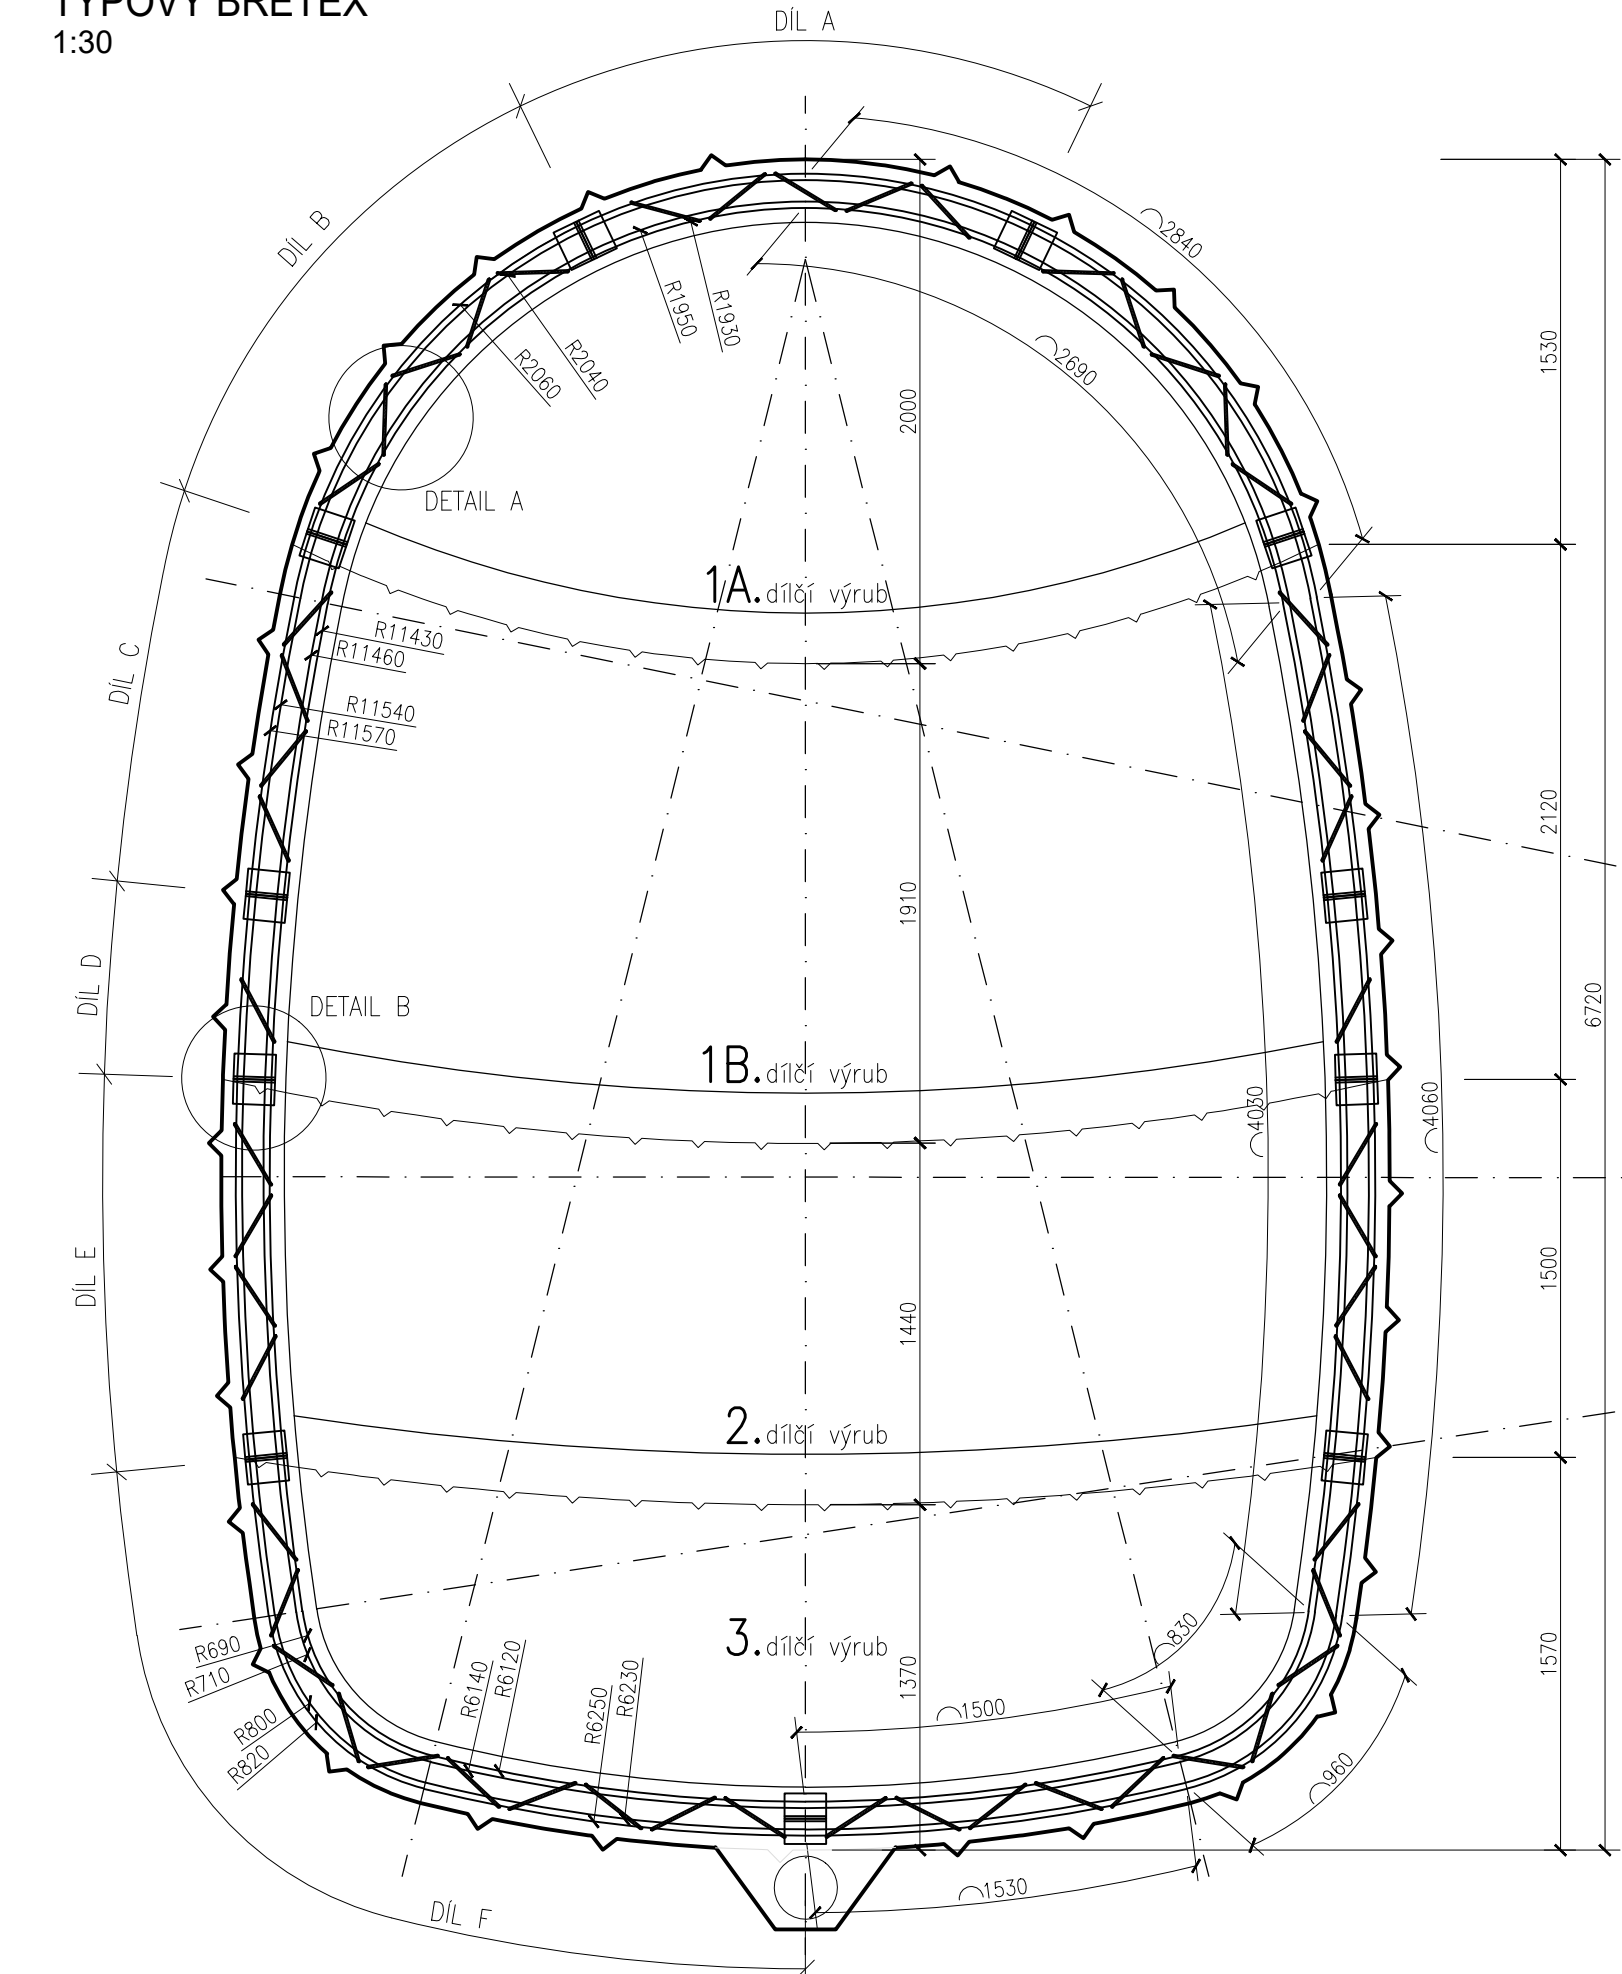 TYPOVÝ BRETEX
1:30
DÍL A
DÍL B
2840
R1950
R1930
R2060
R2040
2690
2000
1530
DETAIL A
1A. dílčí výrub
R11430
R11460
R11540
R11570
DÍL C
2120
1910
DÍL D
DETAIL B
6720
1B. dílčí výrub
4030
4060
DÍL E
1440
1500
2. dílčí výrub
3. dílčí výrub
830
1570
R690
R710
R800
R820
R6140
R6120
R6250
R6230
1370
1500
960
1530
DÍL F